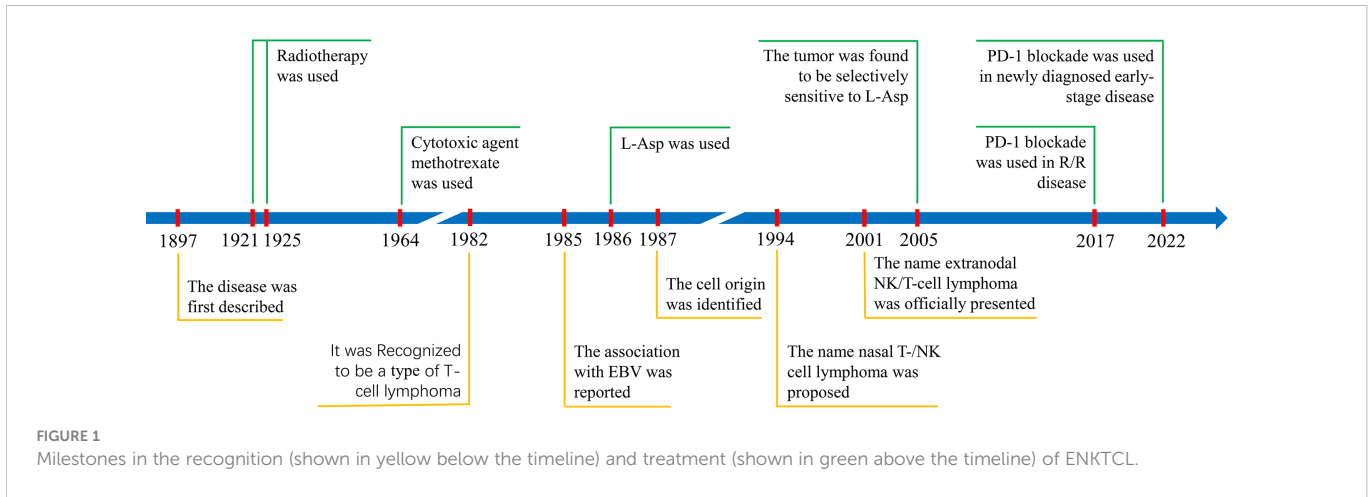 Radiotherapy
was used
Cytotoxic agent
methotrexate
was used
L-Asp was used
The tumor was found
to be selectively
sensitive to L-Asp
PD-1 blockade was used
in newly diagnosed early-
stage disease
PD-1 blockade
was used in R/R
disease
1897 1921 1925 1964 1982 1985 1986 1987 1994 2001 2005 2017 2022
The disease was
first described
It was Recognized
to be a type of T-
cell lymphoma
The association
with EBV was
reported
The cell origin
was identified
The name nasal T-/NK
cell lymphoma was
proposed
The name extranodal
NK/T-cell lymphoma
was officially presented
FIGURE 1
Milestones in the recognition (shown in yellow below the timeline) and treatment (shown in green above the timeline) of ENKTCL.